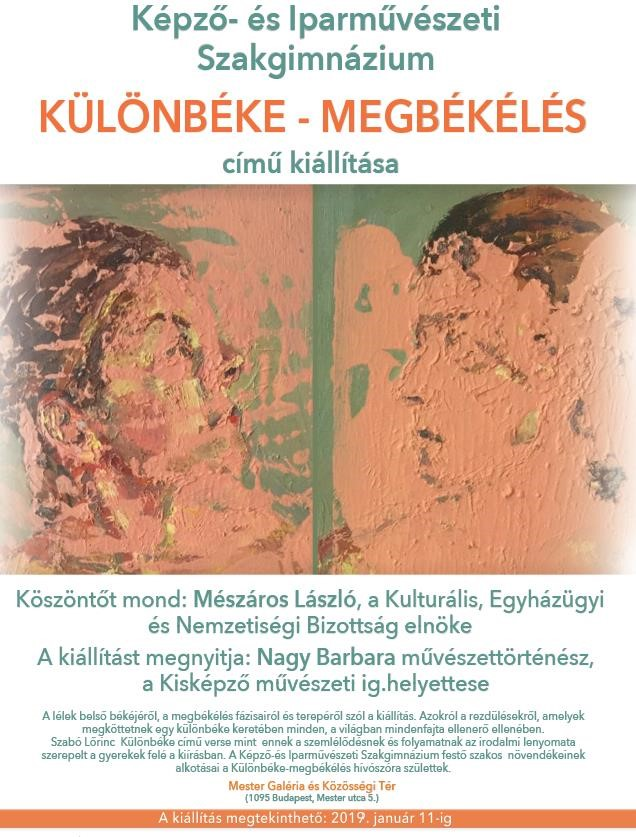 Képző- és Iparművészeti
Szakgimnázium
KÜLÖNBÉKE - MEGBÉKÉLÉS
című kiállítása
Köszöntőt mond: Mészáros László, a Kulturális, Egyházügyi
és Nemzetiségi Bizottság elnöke
A kiállítást megnyitja: Nagy Barbara művészettörténész,
a Kisképző művészeti ig.helyettese
A lélek belső békéjéről, a megbékélés fázisairól és terepéről szól a kiállítás. Azokról a rezdülésekről, amelyek
megköttetnek egy különbéke keretében minden, a világban mindenfajta ellenerő ellenében.
Szabó Lőrinc Különbéke című verse mint ennek a szemlélődésnek és folyamatnak az irodalmi lenyomata
szerepelt a gyerekek felé a kiírásban. A Képző-és Iparművészeti Szakgimnázium festő szakos növendékeinek
alkotásai a Különbéke-megbékélés hívószóra születtek.
Mester Galéria és Közösségi Tér
(1095 Budapest, Mester utca 5.)
A kiállítás megtekinthető: 2019. január 11-ig